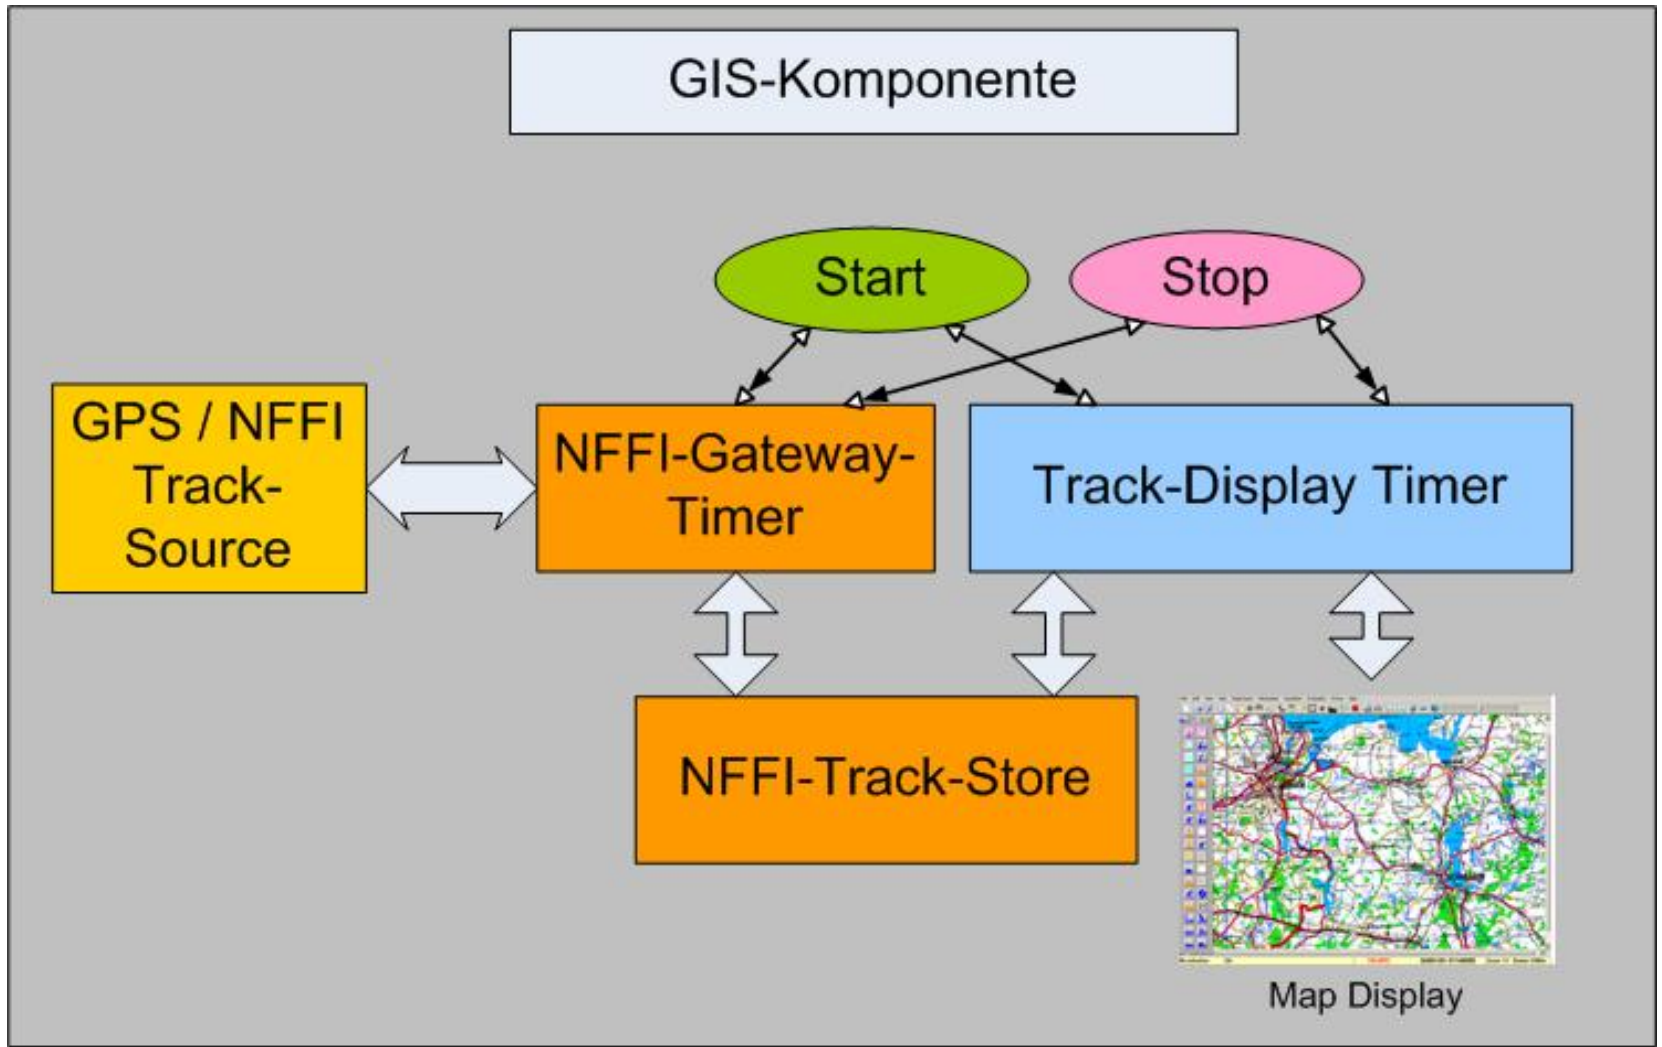 GIS-Komponente
Start
Stop
GPS / NFFI
Track-
Source
NFFI-Gateway-
Timer
Track-Display Timer
NFFI-Track-Store
Map Display